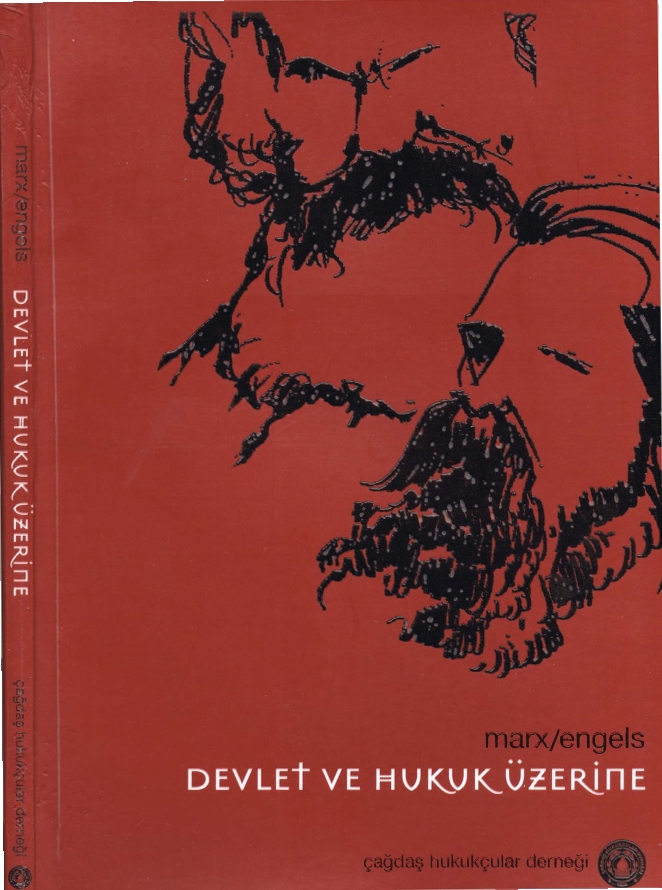 marx/engels
DEVLET VE HUKUK ÜZERİNE
çağdaş hukukçular derneği
marx/engels
DEVLET VE HUKUK ÜZERİNE
çağdaş hukukçular derneği